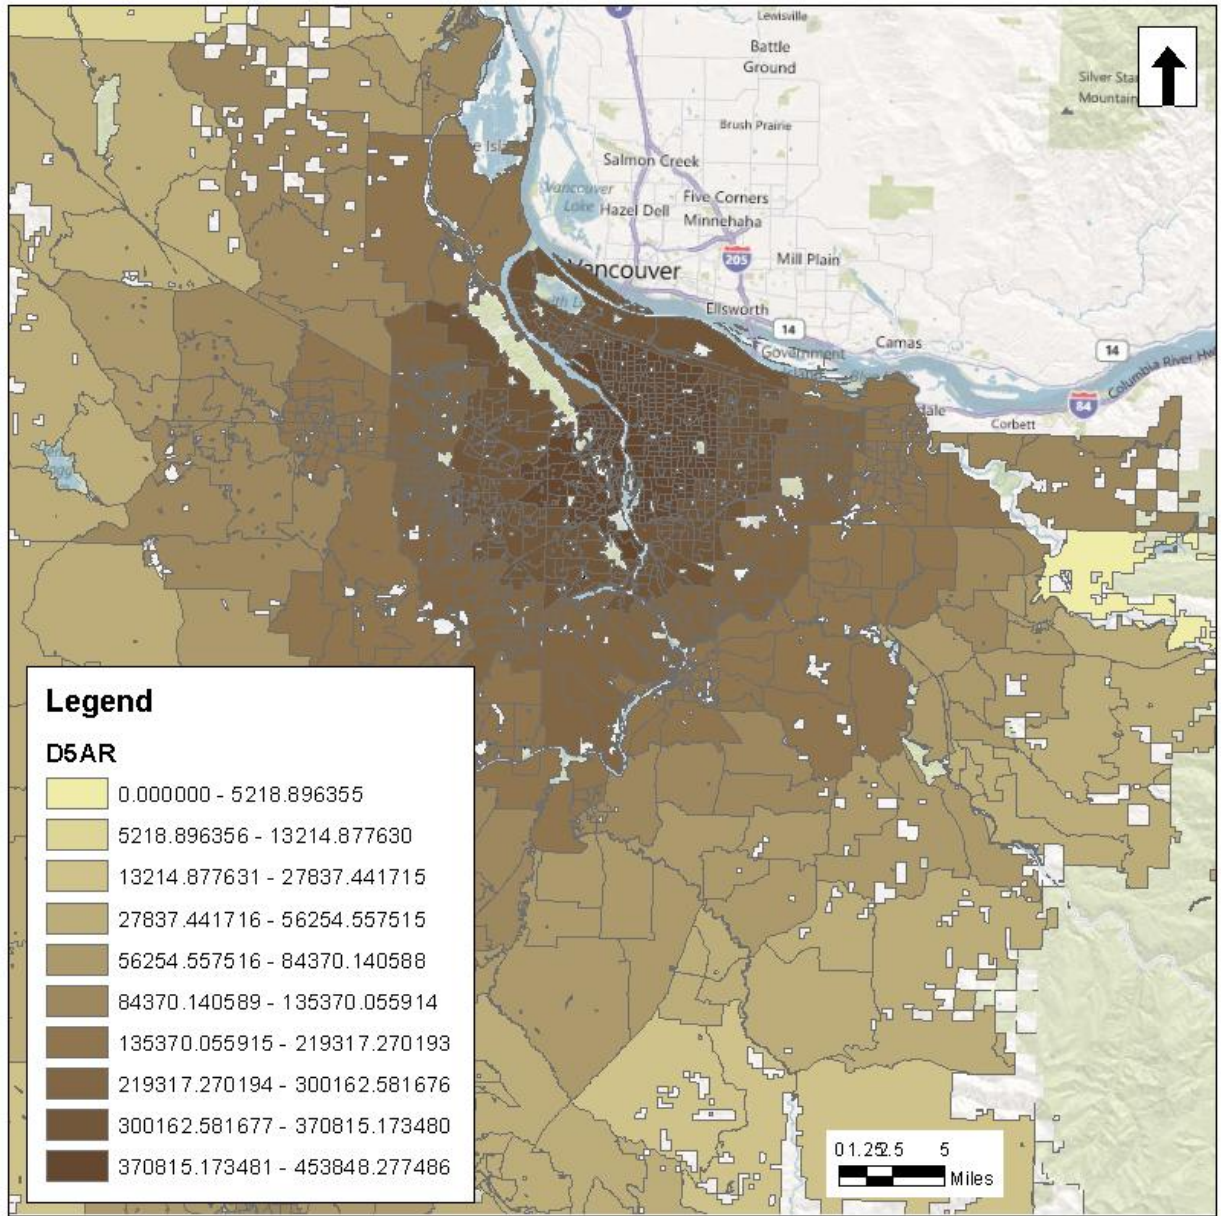 Lewisville
Battle
Ground
Silver Star
Mountain
Brush Prairie
Salmon Creek
Vancouver
Lake
Hazel Dell
Five Corners
Minnehaha
205
Mill Plain
Vancouver
Ellsworth
14
Government
Camas
14
Columbia River Hwy
84
dale
Corbett
Legend
D5AR
0.000000 - 5218.896355
5218.896356 - 13214.877630
13214.877631 - 27837.441715
27837.441716 - 56254.557515
56254.557516 - 84370.140588
84370.140589 - 135370.055914
135370.055915 - 219317.270193
219317.270194 - 300162.581676
300162.581677 - 370815.173480
370815.173481 - 453848.277486
0 1.25 2.5 5
Miles